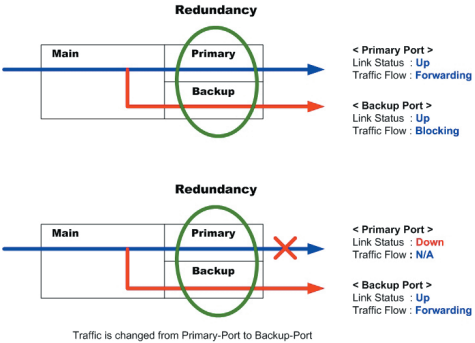 Redundancy
Main
Primary
Backup
< Primary Port >
Link Status : Up
Traffic Flow : Forwarding
< Backup Port >
Link Status : Up
Traffic Flow : Blocking
Redundancy
Main
Primary
Backup
< Primary Port >
Link Status : Down
Traffic Flow : N/A
< Backup Port >
Link Status : Up
Traffic Flow : Forwarding
Traffic is changed from Primary-Port to Backup-Port